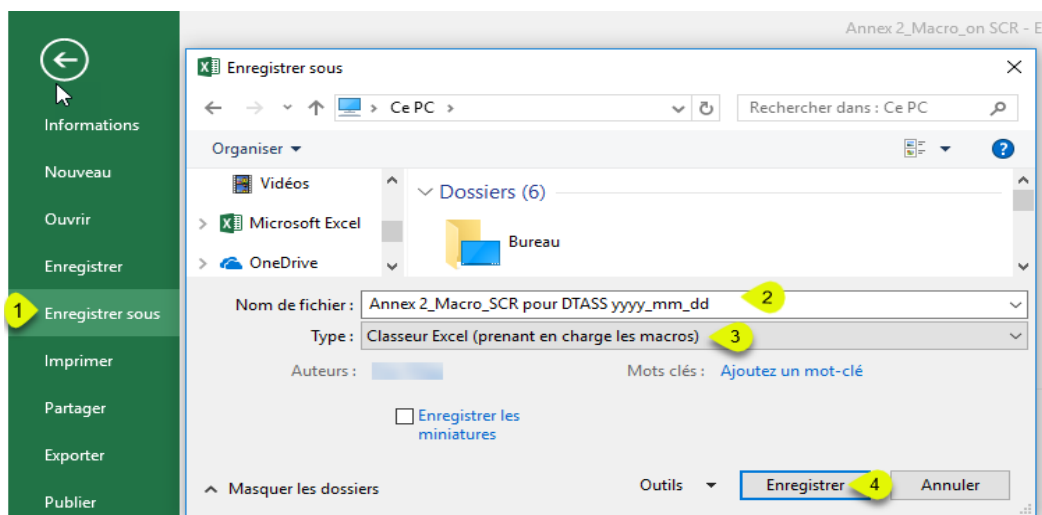 Annex 2_Macro_on SCR - E
Enregistrer sous
Ce PC
Rechercher dans : Ce PC
Informations
Organiser
Nouveau
Vidéos
Dossiers (6)
Ouvrir
Microsoft Excel
Bureau
Enregistrer
OneDrive
1 Enregistrer sous
Nom de fichier : Annex 2_Macro_SCR pour DTASS yyyy_mm_dd 2
Type : Classeur Excel (prenant en charge les macros) 3
Imprimer
Auteurs : Mots clés : Ajoutez un mot-clé
Partager
Enregistrer les
miniatures
Exporter
Masquer les dossiers
Outils Enregistrer 4 Annuler
Publier